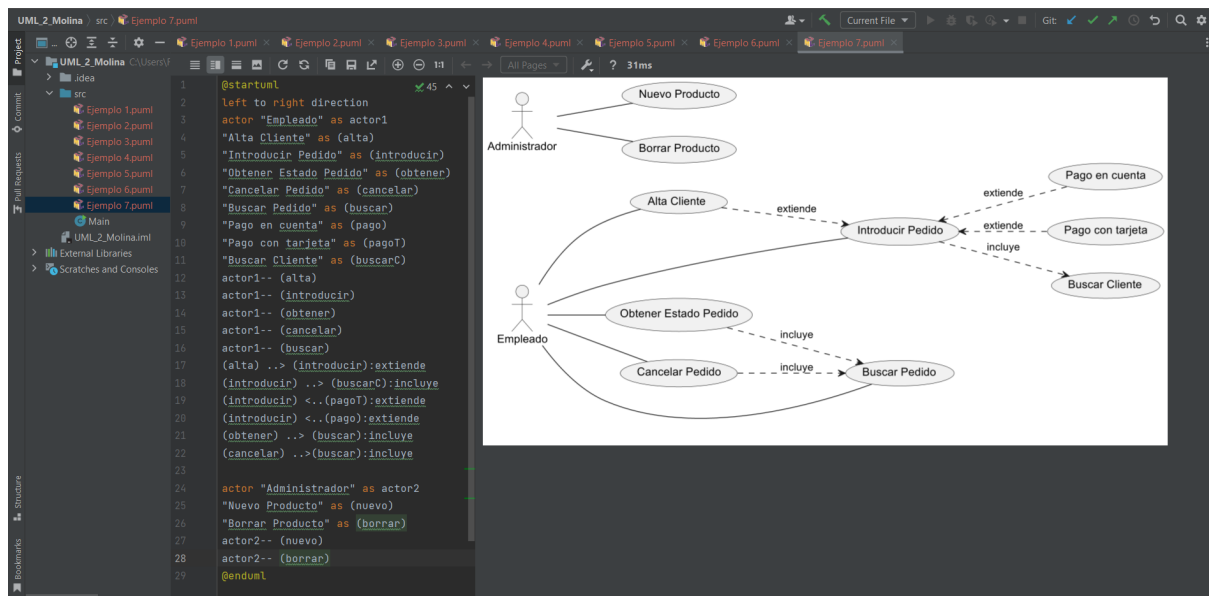 UML_2_Molina > src > Ejemplo 7.puml
Current File
Git:
Project
Commit
Pull Requests
Structure
Bookmarks
Ejemplo 1.puml × Ejemplo 2.puml × Ejemplo 3.puml × Ejemplo 4.puml × Ejemplo 5.puml × Ejemplo 6.puml × Ejemplo 7.puml ×
UML_2_Molina C:\Users\F
.idea
src
Ejemplo 1.puml
Ejemplo 2.puml
Ejemplo 3.puml
Ejemplo 4.puml
Ejemplo 5.puml
Ejemplo 6.puml
Ejemplo 7.puml
Main
UML_2_Molina.iml
External Libraries
Scratches and Consoles
1:1
All Pages
? 31ms
45
1 @startuml
2 left to right direction
3 actor "Empleado" as actor1
4 "Alta Cliente" as (alta)
5 "Introducir Pedido" as (introducir)
6 "Obtener Estado Pedido" as (obtener)
7 "Cancelar Pedido" as (cancelar)
8 "Buscar Pedido" as (buscar)
9 "Pago en cuenta" as (pago)
10 "Pago con tarjeta" as (pagoT)
11 "Buscar Cliente" as (buscarC)
12 actor1-- (alta)
13 actor1-- (introducir)
14 actor1-- (obtener)
15 actor1-- (cancelar)
16 actor1-- (buscar)
17 (alta) ..> (introducir):extiende
18 (introducir) ..> (buscarC):incluye
19 (introducir) <..(pagoT):extiende
20 (introducir) <..(pago):extiende
21 (obtener) ..> (buscar):incluye
22 (cancelar) ..>(buscar):incluye
23
24 actor "Administrador" as actor2
25 "Nuevo Producto" as (nuevo)
26 "Borrar Producto" as (borrar)
27 actor2-- (nuevo)
28 actor2-- (borrar)
29 @enduml
Nuevo Producto
Administrador
Borrar Producto
Pago en cuenta
extiende
Alta Cliente
extiende
Introducir Pedido
extiende
Pago con tarjeta
incluye
Buscar Cliente
Obtener Estado Pedido
Empleado
incluye
Cancelar Pedido
incluye
Buscar Pedido